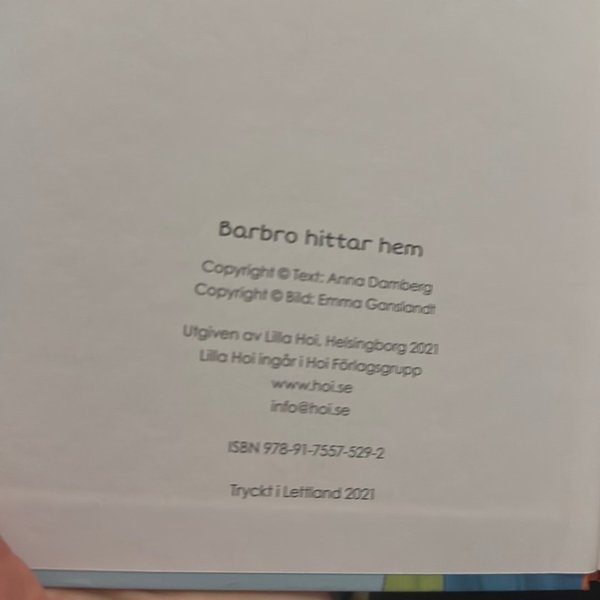 Barbro hittar hem
Copyright © Text: Anna Damberg
Copyright © Bild: Emma Ganslandt
Utgiven av Lilla Hoi, Helsingborg 2021
Lilla Hoi ingår i Hoi Förlagsgrupp
www.hoi.se
info@hoi.se
ISBN 978-91-7557-529-2
Tryckt i Lettland 2021